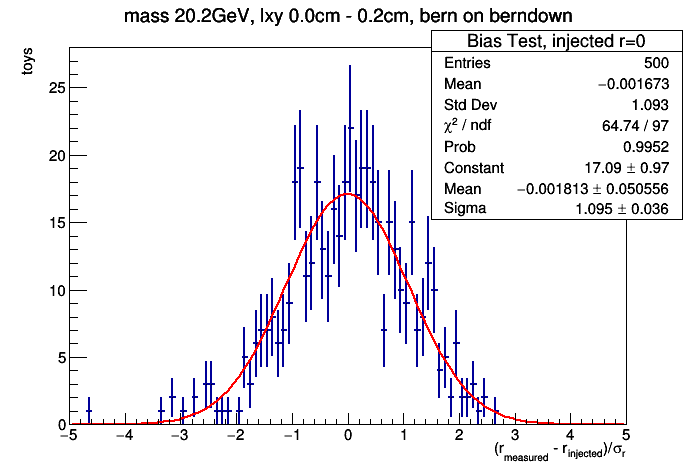 mass 20.2GeV, lxy 0.0cm - 0.2cm, bern on berndown
toys
Bias Test, injected r=0
Entries 500
Mean −0.001673
Std Dev 1.093
χ² / ndf 64.74 / 97
Prob 0.9952
Constant 17.09 ± 0.97
Mean −0.001813 ± 0.050556
Sigma 1.095 ± 0.036
25
20
15
10
5
0
−5 −4 −3 −2 −1 0 1 2 3 4 5
(r_measured - r_injected)/σ_r